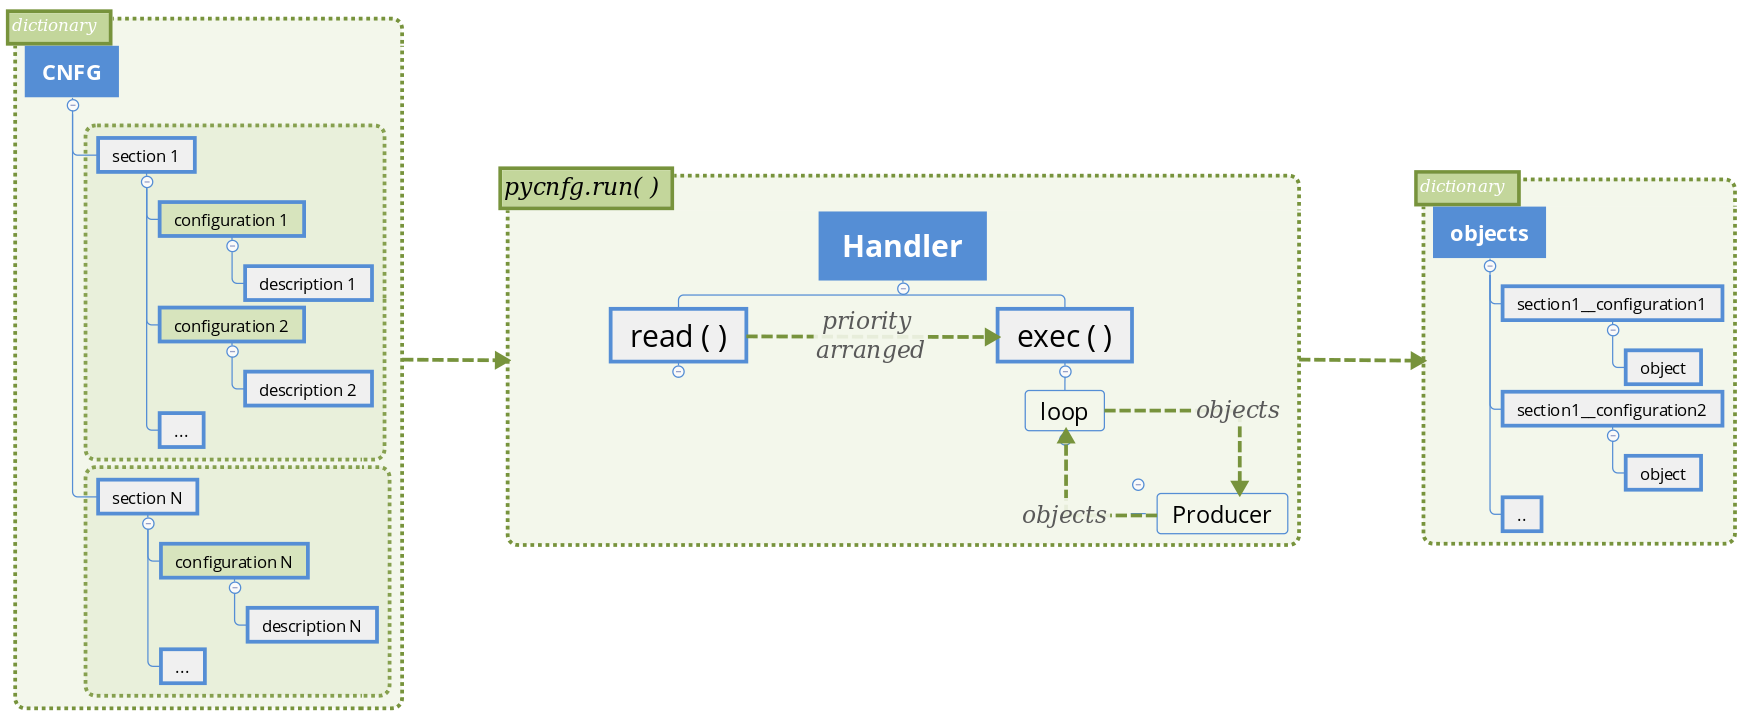 dictionary
CNFG
section 1
configuration 1
description 1
configuration 2
description 2
...
section N
configuration N
description N
...
pycnfg.run( )
Handler
read ( )
priority
arranged
exec ( )
loop
objects
objects
Producer
dictionary
objects
section1__configuration1
object
section1__configuration2
object
..